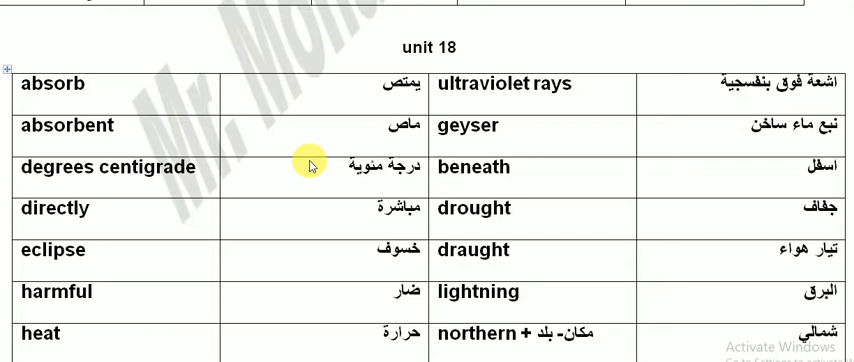 unit 18
absorb يمتص ultraviolet rays اشعة فوق بنفسجية
absorbent ماص geyser نبع ماء ساخن
degrees centigrade درجة مئوية beneath اسفل
directly مباشرة drought جفاف
eclipse خسوف draught تيار هواء
harmful ضار lightning البرق
heat حرارة northern + مكان- بلد شمالي
Mr.
Activate Windows